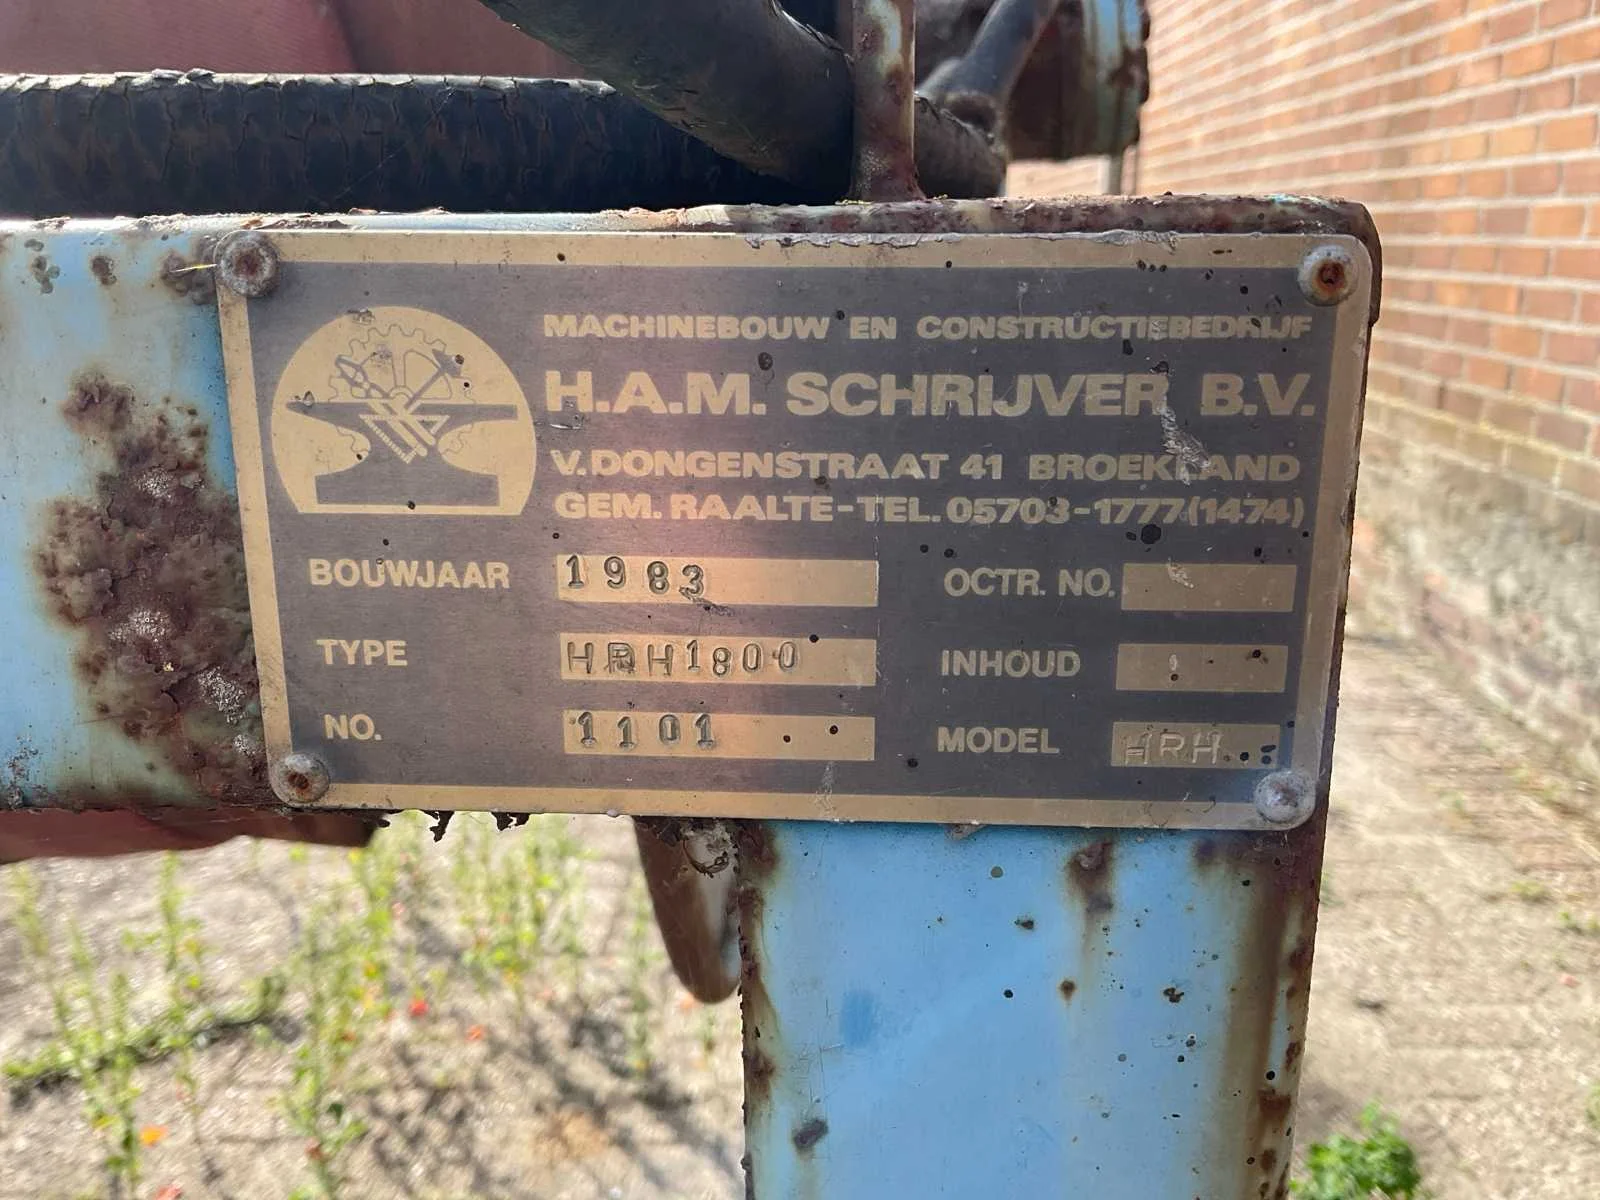 MACHINEBOUW EN CONSTRUCTIEBEDRIJF
H.A.M. SCHRIJVER B.V.
V.DONGENSTRAAT 41 BROEKLAND
GEM. RAALTE-TEL. 05703-1777(1474)
BOUWJAAR 1983 OCTR. NO.
TYPE HRH1800 INHOUD
NO. 1101 MODEL HRH